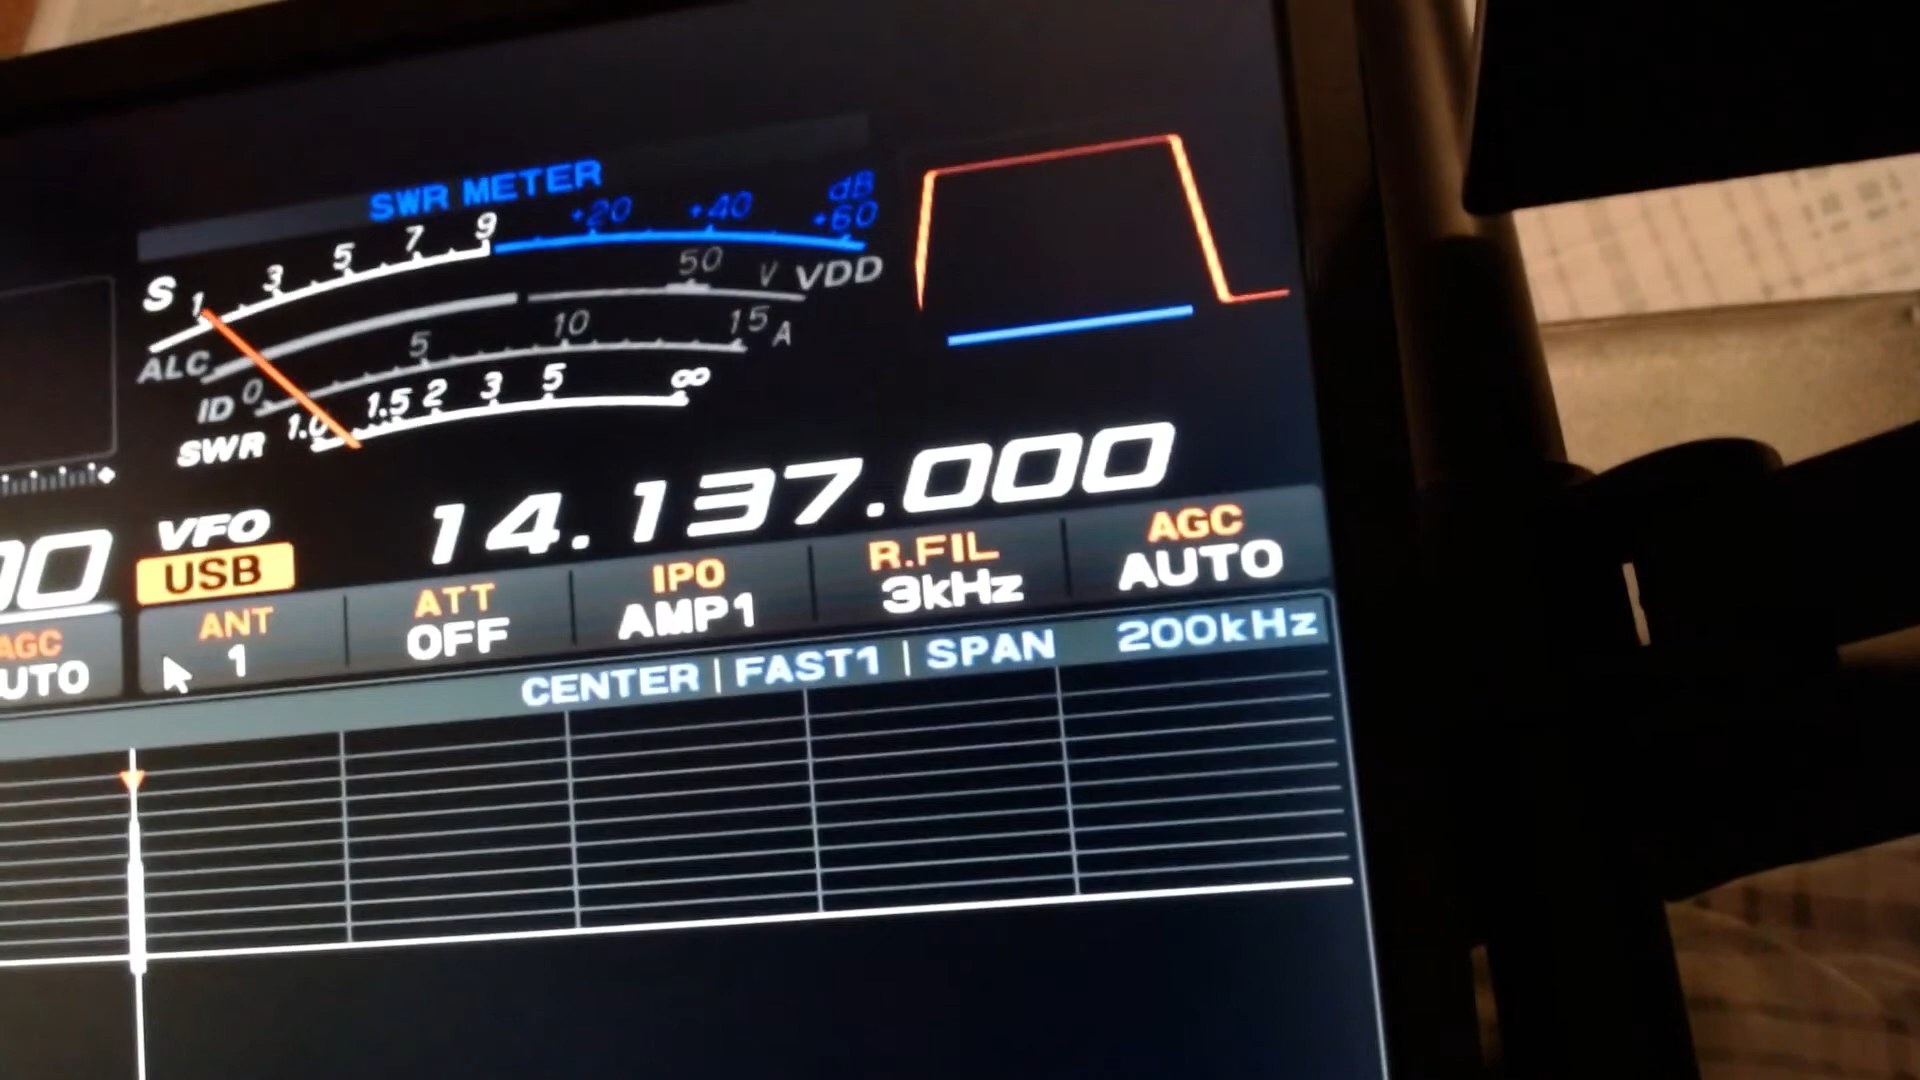 SWR METER
S 1 3 5 7 9 +20 +40 +60 dB
ALC 50 V VDD
ID 0 5 10 15 A
SWR 1.0 1.5 2 3 5 ∞
VFO 14.137.000
USB
ANT ATT IPO R.FIL AGC
1 OFF AMP1 3kHz AUTO
AGC
UTO
00
CENTER | FAST1 | SPAN 200kHz